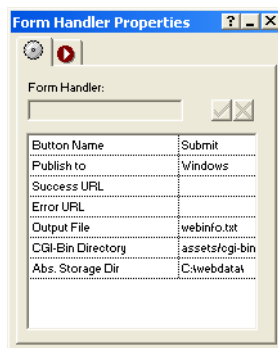 Form Handler Properties
Form Handler:
Button Name Submit
Publish to Windows
Success URL
Error URL
Output File webinfo.txt
CGI-Bin Directory assets/cgi-bin
Abs. Storage Dir C:\webdata\